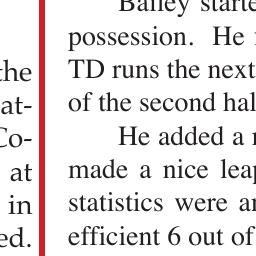 the
at-
Co-
at
in
ed.
Bailey starte
possession. He
TD runs the next
of the second hal
He added a
made a nice leap
statistics were a
efficient 6 out of